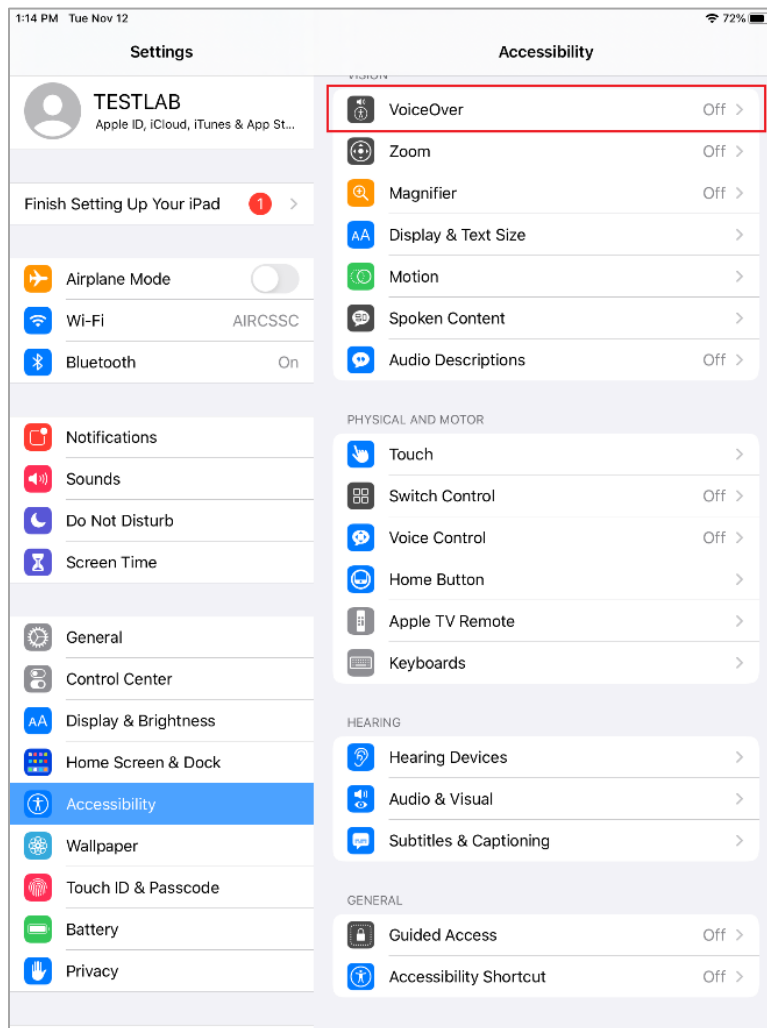 1:14 PM Tue Nov 12
72%
Settings
TESTLAB
Apple ID, iCloud, iTunes & App St...
Finish Setting Up Your iPad 1
Airplane Mode
Wi-Fi AIRCSSC
Bluetooth On
Notifications
Sounds
Do Not Disturb
Screen Time
General
Control Center
AA Display & Brightness
Home Screen & Dock
Accessibility
Wallpaper
Touch ID & Passcode
Battery
Privacy
Accessibility
VISION
VoiceOver Off
Zoom Off
Magnifier Off
AA Display & Text Size
Motion
Spoken Content
Audio Descriptions Off
PHYSICAL AND MOTOR
Touch
Switch Control Off
Voice Control Off
Home Button
Apple TV Remote
Keyboards
HEARING
Hearing Devices
Audio & Visual
Subtitles & Captioning
GENERAL
Guided Access Off
Accessibility Shortcut Off